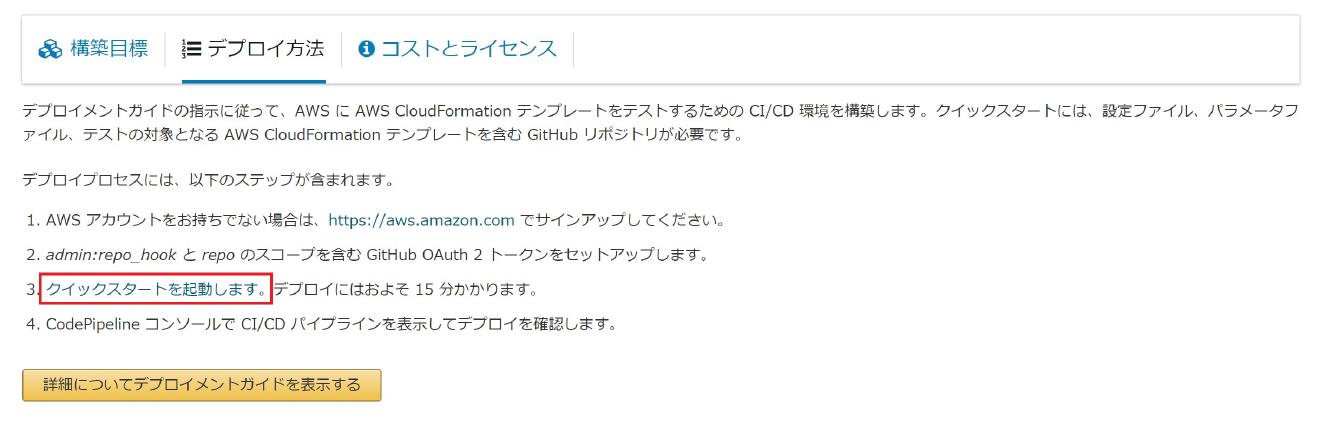 構築目標 デプロイ方法 コストとライセンス
デプロイメントガイドの指示に従って、AWS に AWS CloudFormation テンプレートをテストするための CI/CD 環境を構築します。クイックスタートには、設定ファイル、パラメータフ
ァイル、テストの対象となる AWS CloudFormation テンプレートを含む GitHub リポジトリが必要です。
デプロイプロセスには、以下のステップが含まれます。
1. AWS アカウントをお持ちでない場合は、https://aws.amazon.com でサインアップしてください。
2. admin:repo_hook と repo のスコープを含む GitHub OAuth 2 トークンをセットアップします。
3. クイックスタートを起動します。デプロイにはおよそ 15 分かかります。
4. CodePipeline コンソールで CI/CD パイプラインを表示してデプロイを確認します。
詳細についてデプロイメントガイドを表示する